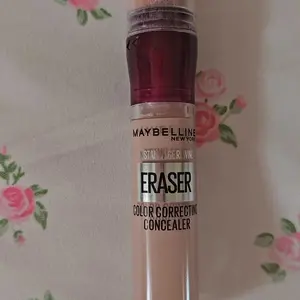 MAYBELLINE
NEW YORK
ERASER
COLOR CORRECTING
CONCEALER